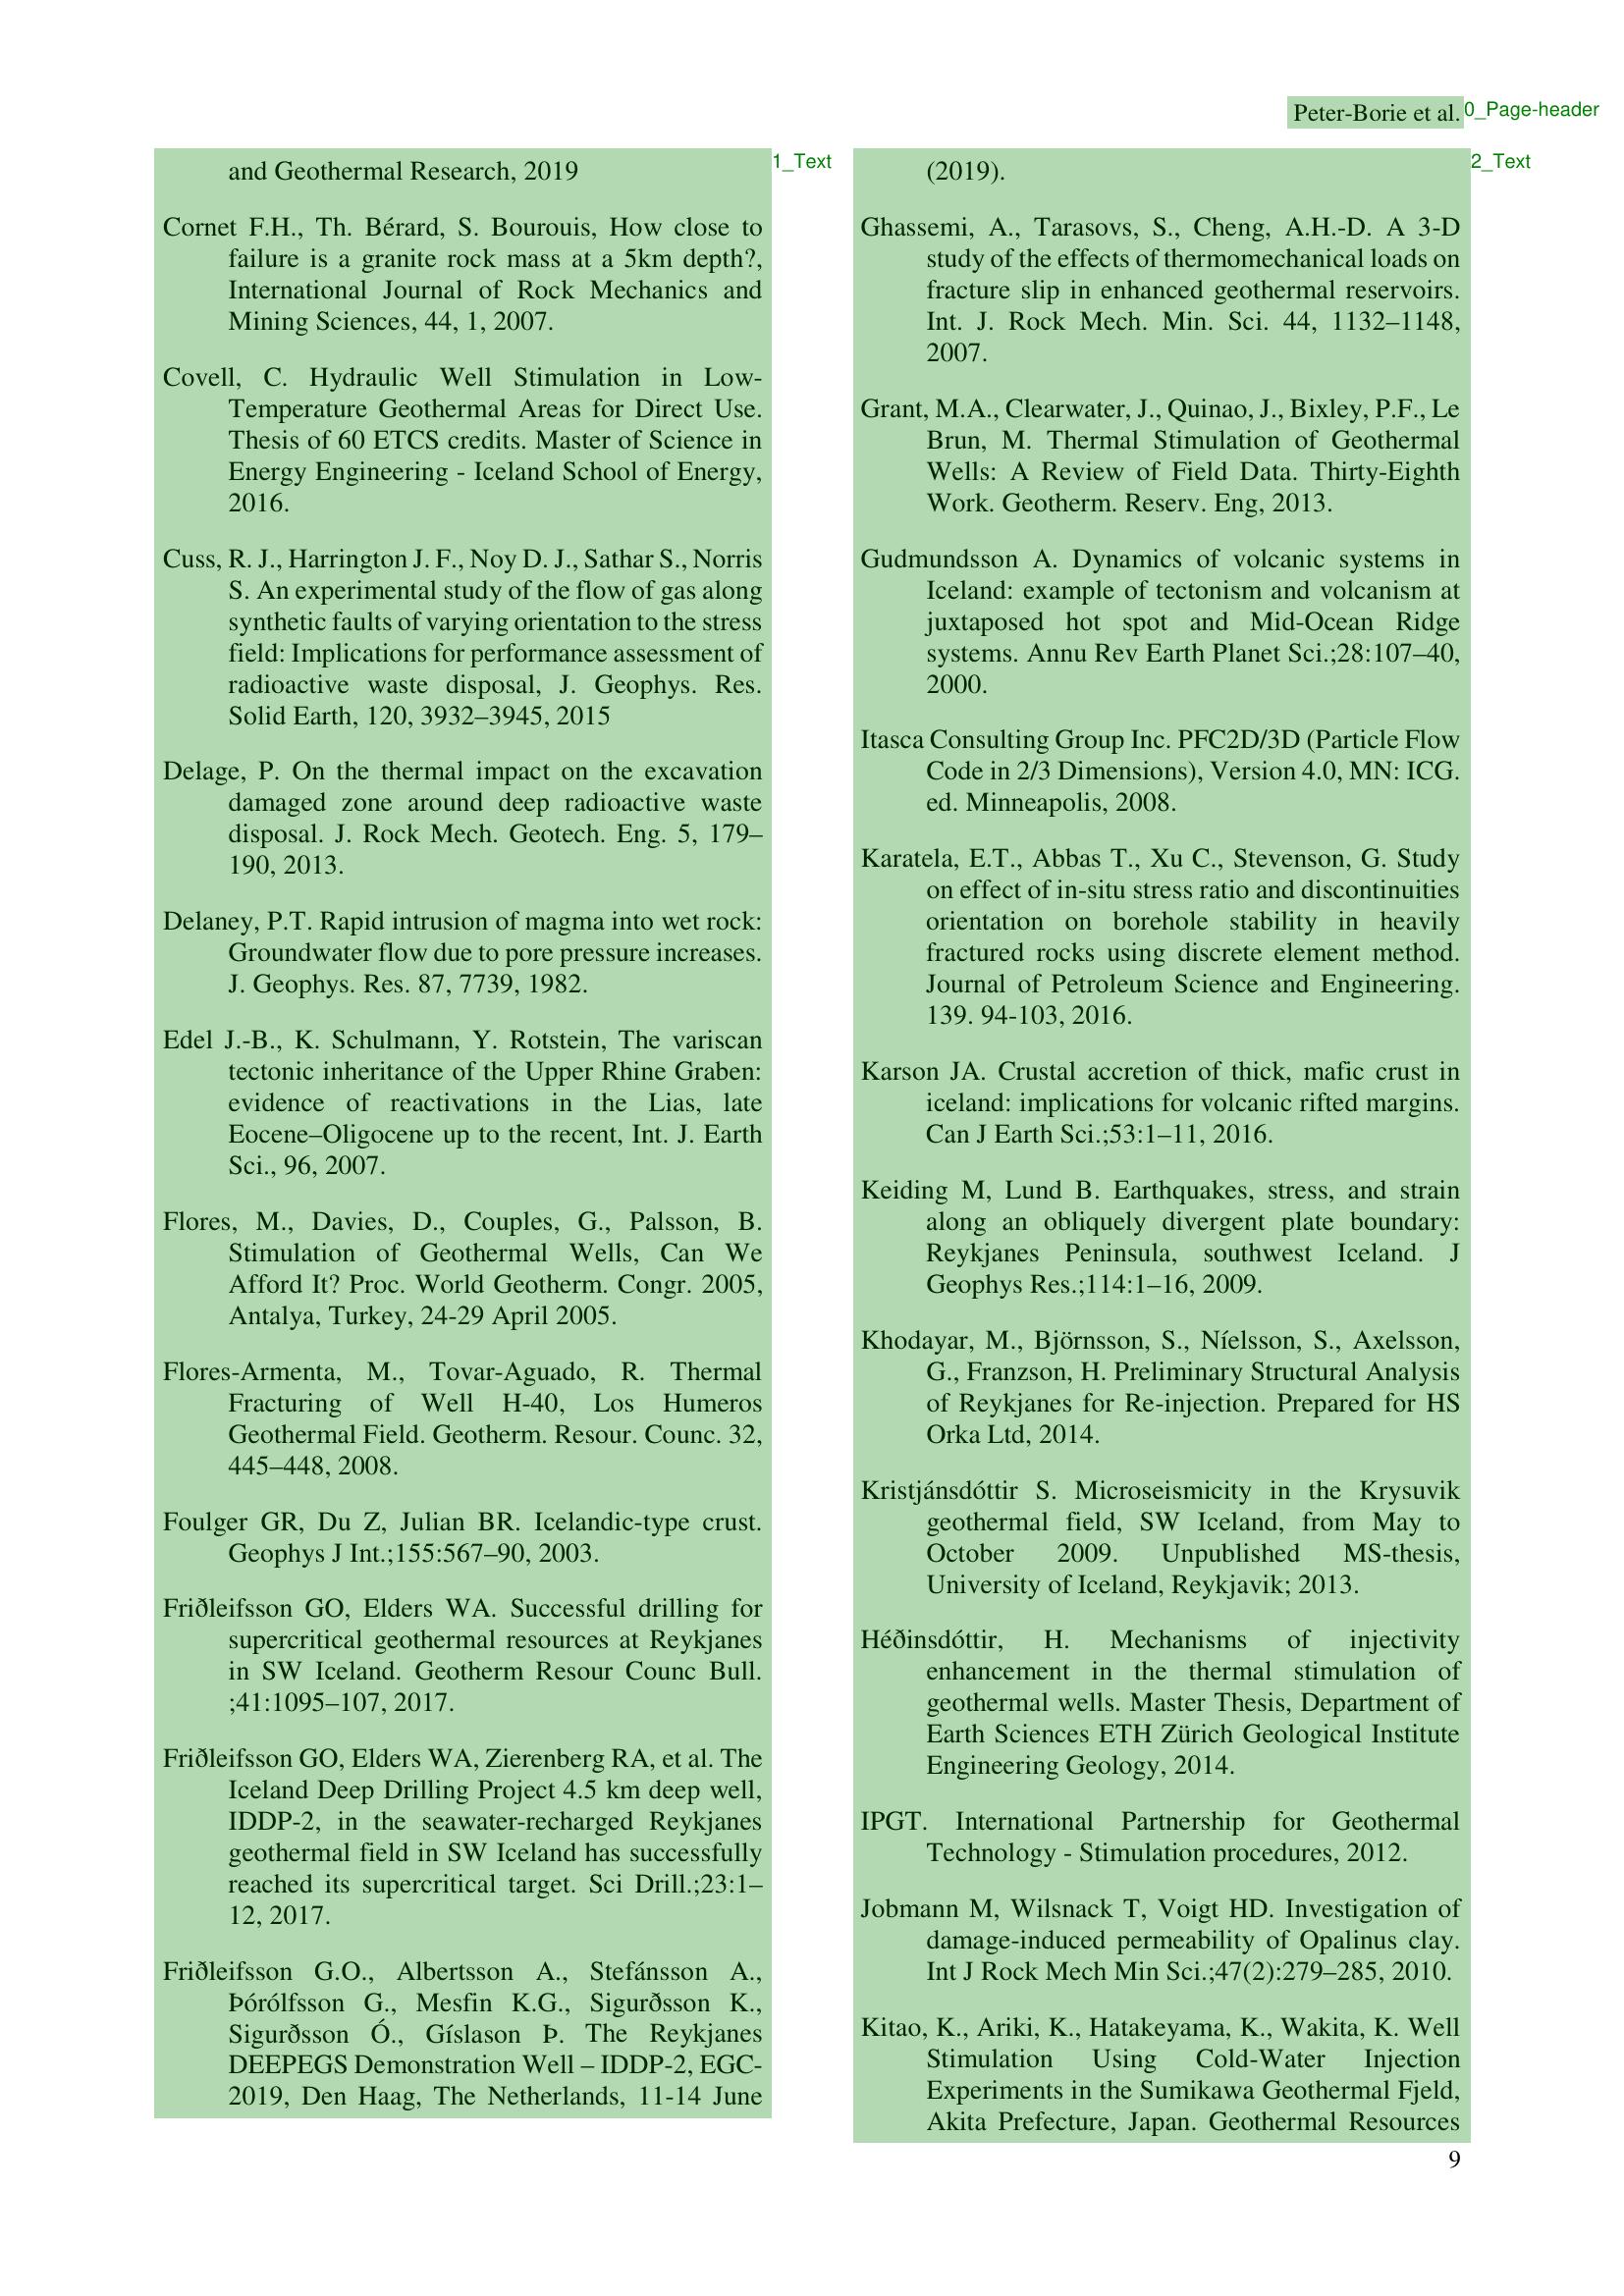 Peter-Borie et al.
0_Page-header
1_Text
and Geothermal Research, 2019
Cornet F.H., Th. Bérard, S. Bourouis, How close to
failure is a granite rock mass at a 5km depth?,
International Journal of Rock Mechanics and
Mining Sciences, 44, 1, 2007.
Covell, C. Hydraulic Well Stimulation in Low-
Temperature Geothermal Areas for Direct Use.
Thesis of 60 ETCS credits. Master of Science in
Energy Engineering - Iceland School of Energy,
2016.
Cuss, R. J., Harrington J. F., Noy D. J., Sathar S., Norris
S. An experimental study of the flow of gas along
synthetic faults of varying orientation to the stress
field: Implications for performance assessment of
radioactive waste disposal, J. Geophys. Res.
Solid Earth, 120, 3932–3945, 2015
Delage, P. On the thermal impact on the excavation
damaged zone around deep radioactive waste
disposal. J. Rock Mech. Geotech. Eng. 5, 179–
190, 2013.
Delaney, P.T. Rapid intrusion of magma into wet rock:
Groundwater flow due to pore pressure increases.
J. Geophys. Res. 87, 7739, 1982.
Edel J.-B., K. Schulmann, Y. Rotstein, The variscan
tectonic inheritance of the Upper Rhine Graben:
evidence of reactivations in the Lias, late
Eocene–Oligocene up to the recent, Int. J. Earth
Sci., 96, 2007.
Flores, M., Davies, D., Couples, G., Palsson, B.
Stimulation of Geothermal Wells, Can We
Afford It? Proc. World Geotherm. Congr. 2005,
Antalya, Turkey, 24-29 April 2005.
Flores-Armenta, M., Tovar-Aguado, R. Thermal
Fracturing of Well H-40, Los Humeros
Geothermal Field. Geotherm. Resour. Counc. 32,
445–448, 2008.
Foulger GR, Du Z, Julian BR. Icelandic-type crust.
Geophys J Int.;155:567–90, 2003.
Friðleifsson GO, Elders WA. Successful drilling for
supercritical geothermal resources at Reykjanes
in SW Iceland. Geotherm Resour Counc Bull.
;41:1095–107, 2017.
Friðleifsson GO, Elders WA, Zierenberg RA, et al. The
Iceland Deep Drilling Project 4.5 km deep well,
IDDP-2, in the seawater-recharged Reykjanes
geothermal field in SW Iceland has successfully
reached its supercritical target. Sci Drill.;23:1–
12, 2017.
Friðleifsson G.O., Albertsson A., Stefánsson A.,
Þórólfsson G., Mesfin K.G., Sigurðsson K.,
Sigurðsson Ó., Gíslason Þ. The Reykjanes
DEEPEGS Demonstration Well – IDDP-2, EGC-
2019, Den Haag, The Netherlands, 11-14 June
2_Text
(2019).
Ghassemi, A., Tarasovs, S., Cheng, A.H.-D. A 3-D
study of the effects of thermomechanical loads on
fracture slip in enhanced geothermal reservoirs.
Int. J. Rock Mech. Min. Sci. 44, 1132–1148,
2007.
Grant, M.A., Clearwater, J., Quinao, J., Bixley, P.F., Le
Brun, M. Thermal Stimulation of Geothermal
Wells: A Review of Field Data. Thirty-Eighth
Work. Geotherm. Reserv. Eng, 2013.
Gudmundsson A. Dynamics of volcanic systems in
Iceland: example of tectonism and volcanism at
juxtaposed hot spot and Mid-Ocean Ridge
systems. Annu Rev Earth Planet Sci.;28:107–40,
2000.
Itasca Consulting Group Inc. PFC2D/3D (Particle Flow
Code in 2/3 Dimensions), Version 4.0, MN: ICG.
ed. Minneapolis, 2008.
Karatela, E.T., Abbas T., Xu C., Stevenson, G. Study
on effect of in-situ stress ratio and discontinuities
orientation on borehole stability in heavily
fractured rocks using discrete element method.
Journal of Petroleum Science and Engineering.
139. 94-103, 2016.
Karson JA. Crustal accretion of thick, mafic crust in
iceland: implications for volcanic rifted margins.
Can J Earth Sci.;53:1–11, 2016.
Keiding M, Lund B. Earthquakes, stress, and strain
along an obliquely divergent plate boundary:
Reykjanes Peninsula, southwest Iceland. J
Geophys Res.;114:1–16, 2009.
Khodayar, M., Björnsson, S., Níelsson, S., Axelsson,
G., Franzson, H. Preliminary Structural Analysis
of Reykjanes for Re-injection. Prepared for HS
Orka Ltd, 2014.
Kristjánsdóttir S. Microseismicity in the Krysuvik
geothermal field, SW Iceland, from May to
October 2009. Unpublished MS-thesis,
University of Iceland, Reykjavik; 2013.
Héðinsdóttir, H. Mechanisms of injectivity
enhancement in the thermal stimulation of
geothermal wells. Master Thesis, Department of
Earth Sciences ETH Zürich Geological Institute
Engineering Geology, 2014.
IPGT. International Partnership for Geothermal
Technology - Stimulation procedures, 2012.
Jobmann M, Wilsnack T, Voigt HD. Investigation of
damage-induced permeability of Opalinus clay.
Int J Rock Mech Min Sci.;47(2):279–285, 2010.
Kitao, K., Ariki, K., Hatakeyama, K., Wakita, K. Well
Stimulation Using Cold-Water Injection
Experiments in the Sumikawa Geothermal Fjeld,
Akita Prefecture, Japan. Geothermal Resources
9